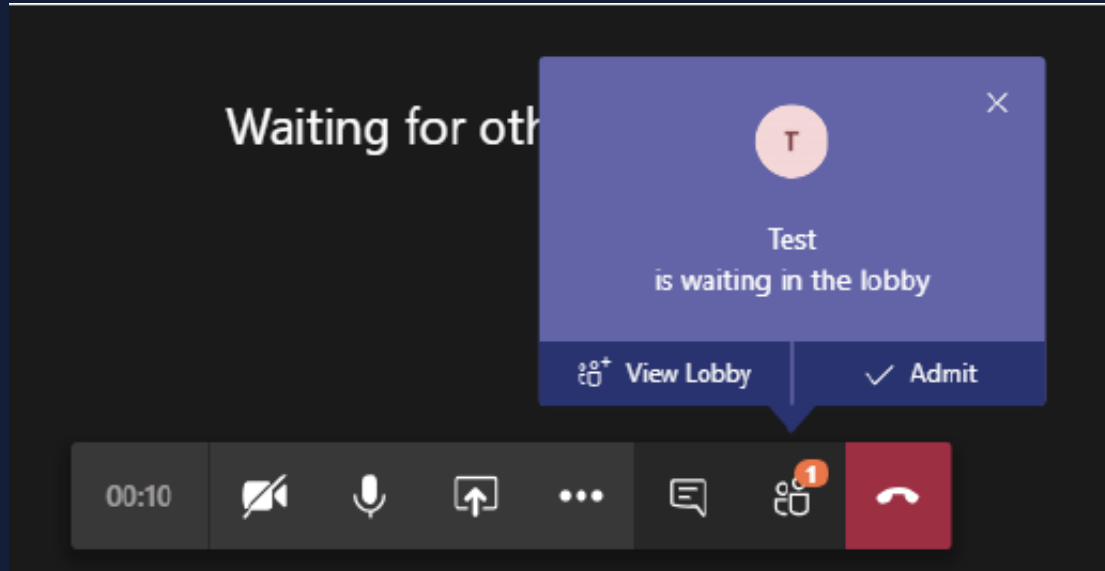 Waiting for oth
T
Test
is waiting in the lobby
View Lobby
Admit
00:10
1